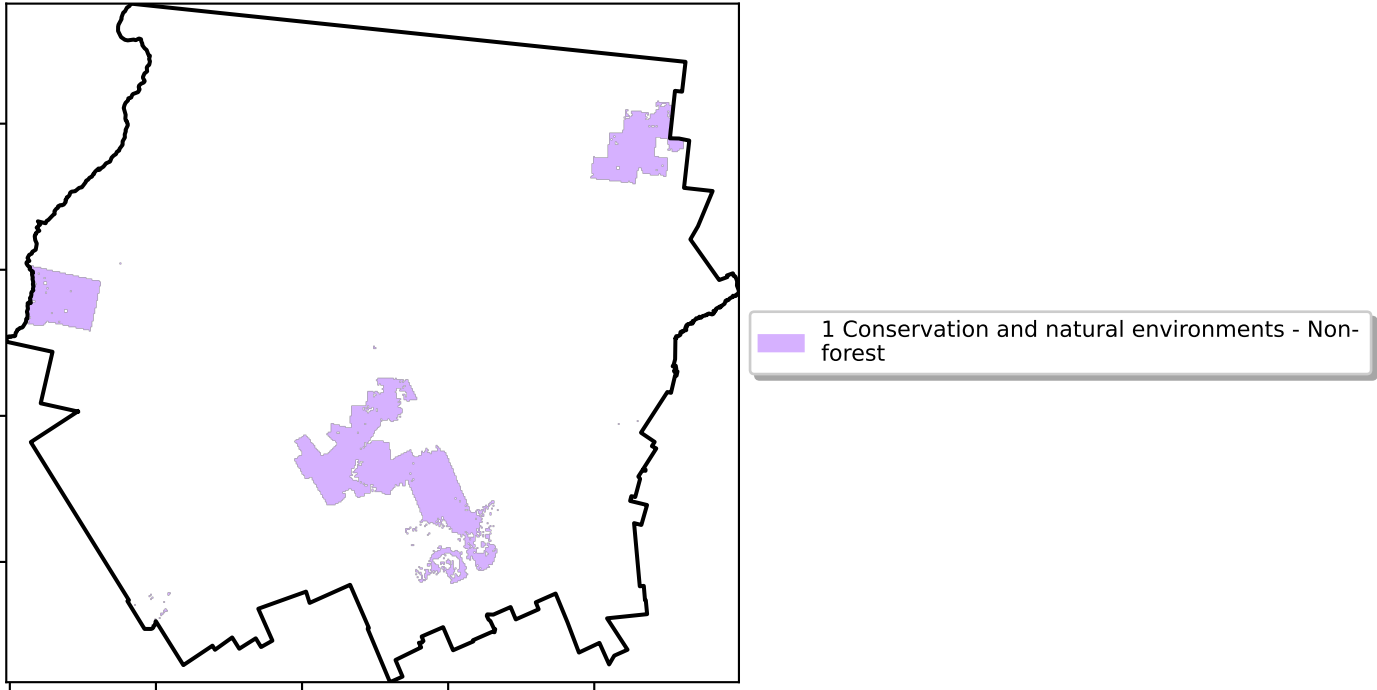 1 Conservation and natural environments - Non-
forest